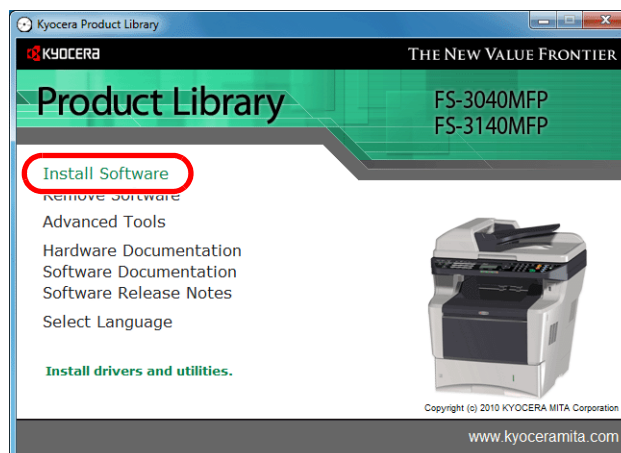 Kyocera Product Library
KYOCERA
THE NEW VALUE FRONTIER
Product Library
FS-3040MFP
FS-3140MFP
Install Software
Remove Software
Advanced Tools
Hardware Documentation
Software Documentation
Software Release Notes
Select Language
Install drivers and utilities.
Copyright (c) 2010 KYOCERA MITA Corporation
www.kyoceramita.com